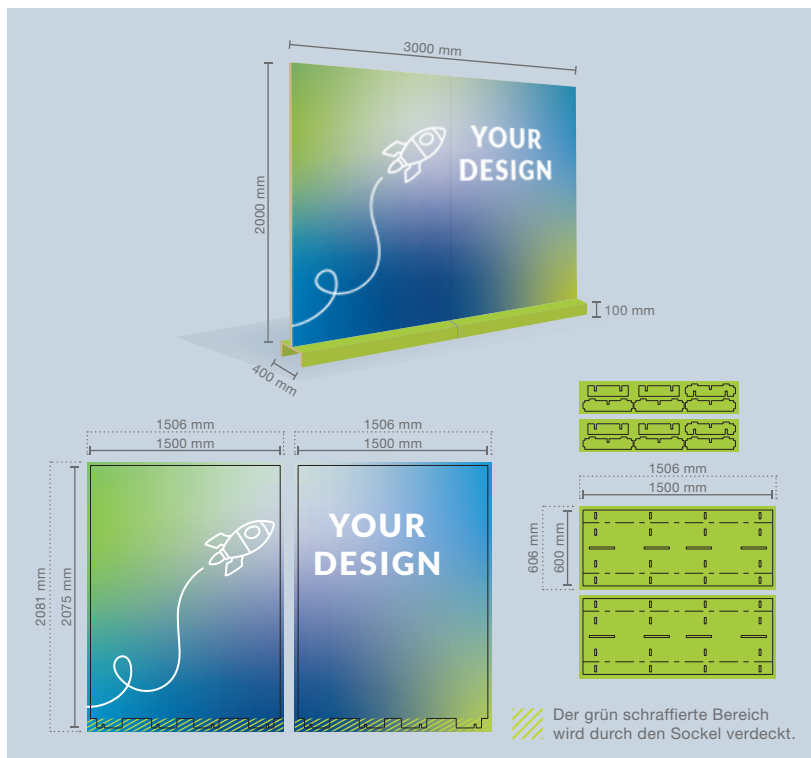 3000 mm
2000 mm
YOUR
DESIGN
100 mm
400 mm
1506 mm
1500 mm
1506 mm
1500 mm
2081 mm
2075 mm
YOUR
DESIGN
1506 mm
1500 mm
606 mm
600 mm
Der grün schraffierte Bereich
wird durch den Sockel verdeckt.